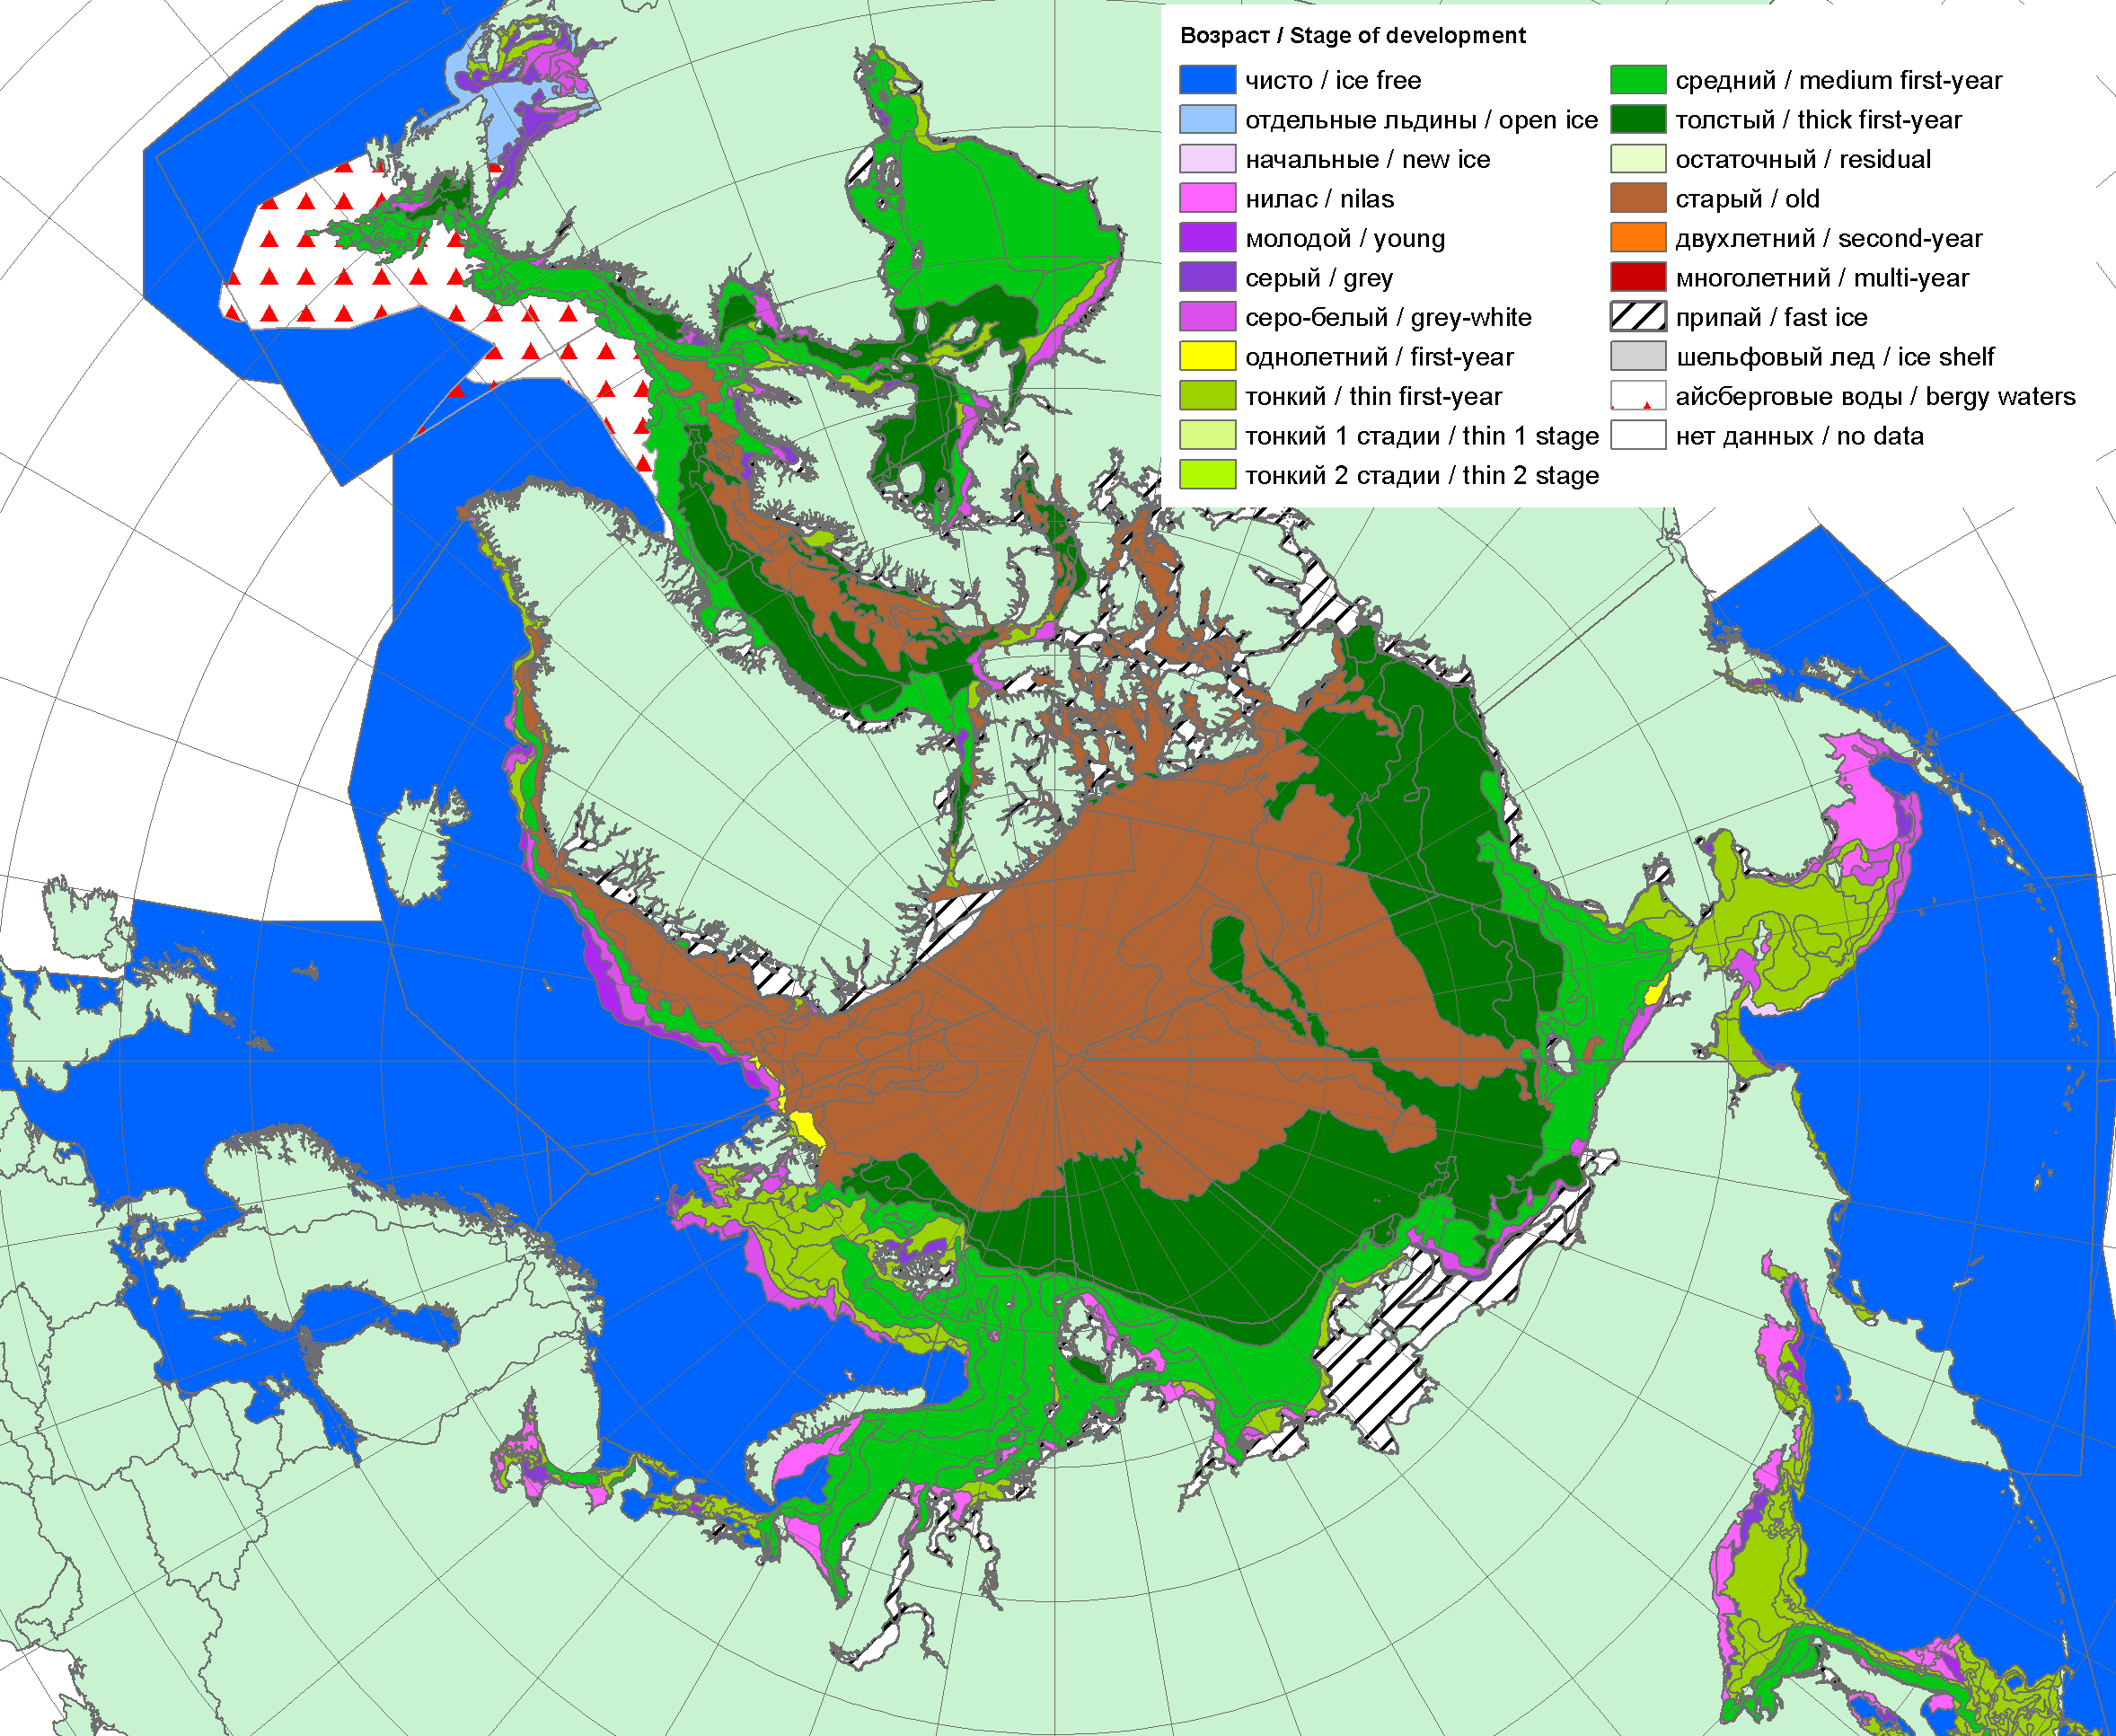 Возраст / Stage of development
чисто / ice free
отдельные льдины / open ice
начальные / new ice
нилас / nilas
молодой / young
серый / grey
серо-белый / grey-white
однолетний / first-year
тонкий / thin first-year
тонкий 1 стадии / thin 1 stage
тонкий 2 стадии / thin 2 stage
средний / medium first-year
толстый / thick first-year
остаточный / residual
старый / old
двухлетний / second-year
многолетний / multi-year
припай / fast ice
шельфовый лед / ice shelf
айсберговые воды / bergy waters
нет данных / no data